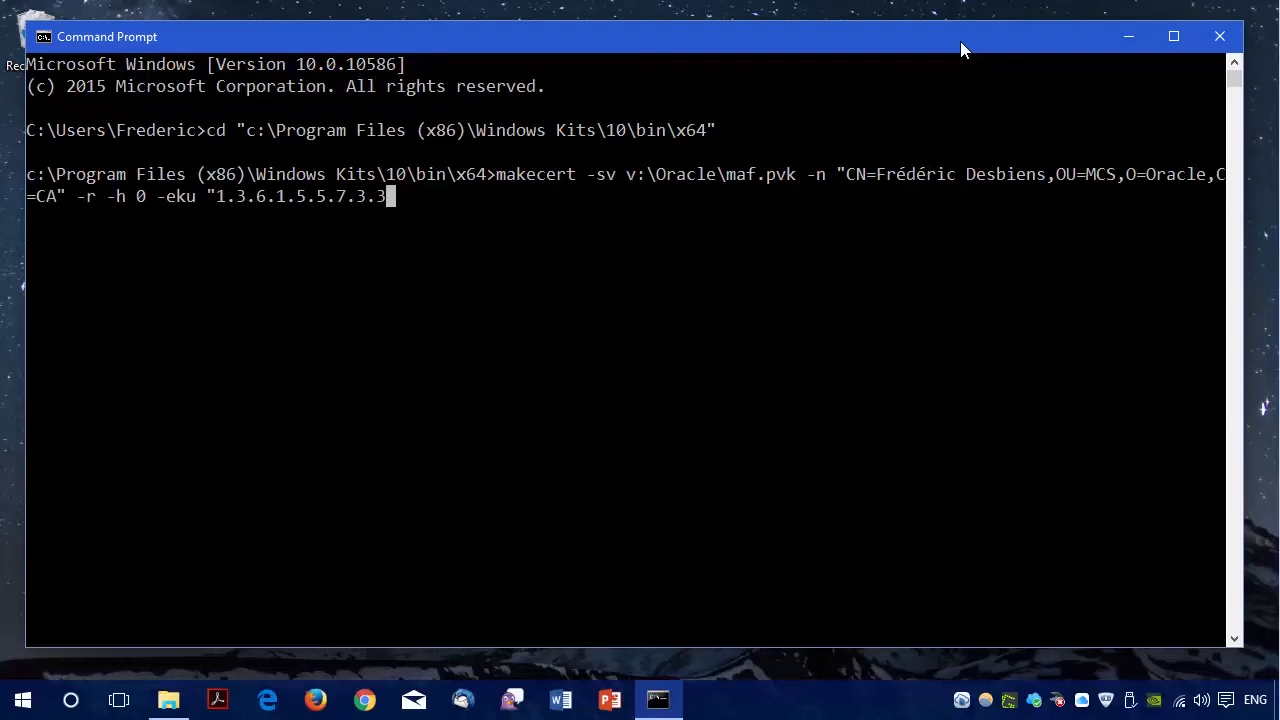 Command Prompt
Rec
Microsoft Windows [Version 10.0.10586]
(c) 2015 Microsoft Corporation. All rights reserved.
C:\Users\Frederic>cd "c:\Program Files (x86)\Windows Kits\10\bin\x64"
c:\Program Files (x86)\Windows Kits\10\bin\x64>makecert -sv v:\Oracle\maf.pvk -n "CN=Frédéric Desbiens,OU=MCS,O=Oracle,C
=CA" -r -h 0 -eku "1.3.6.1.5.5.7.3.3
ENG